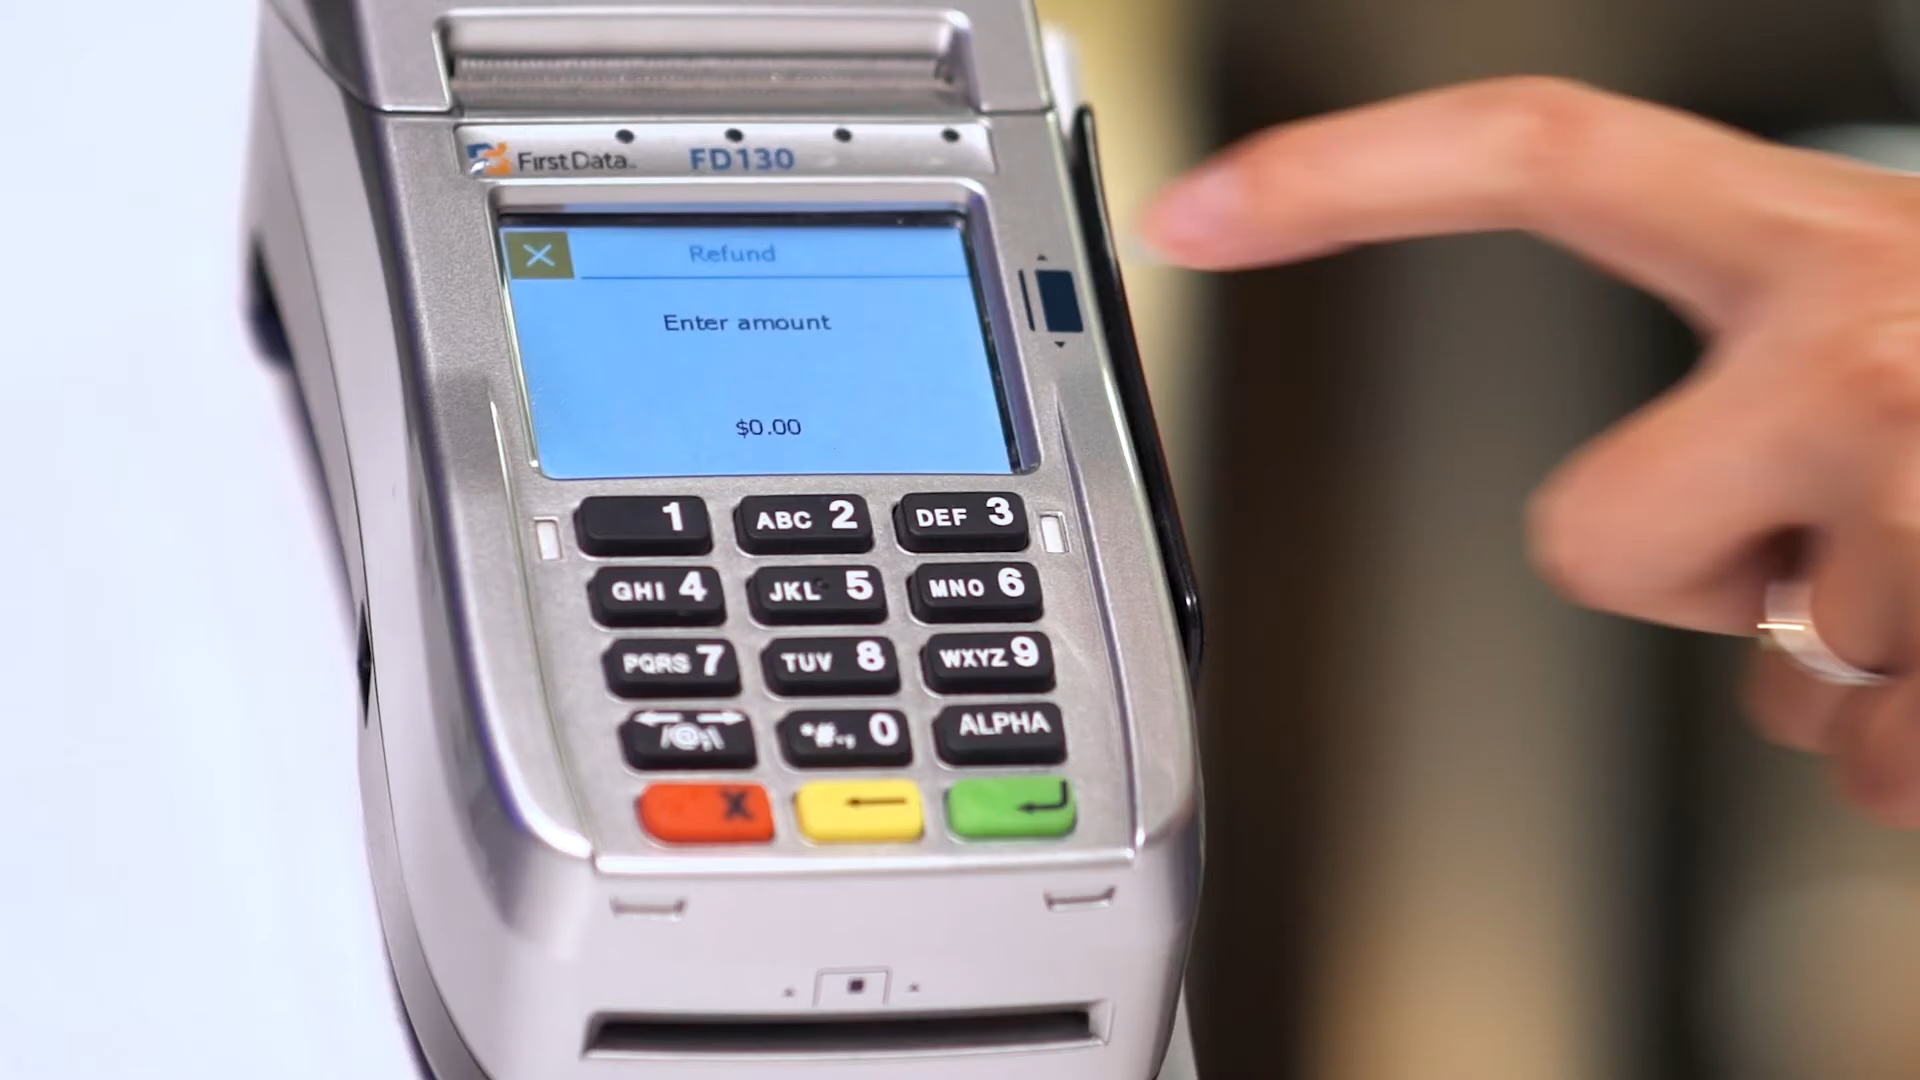 First Data. FD130
Refund
Enter amount
$0.00
1 ABC 2 DEF 3
GHI 4 JKL 5 MNO 6
PQRS 7 TUV 8 WXYZ 9
/@;\ *#., 0 ALPHA
X